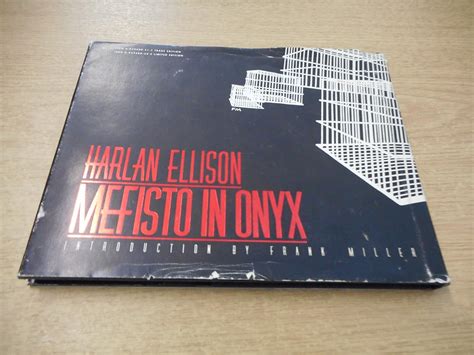 HARLAN ELLISON
MEFISTO IN ONYX
INTRODUCTION BY FRANK MILLER